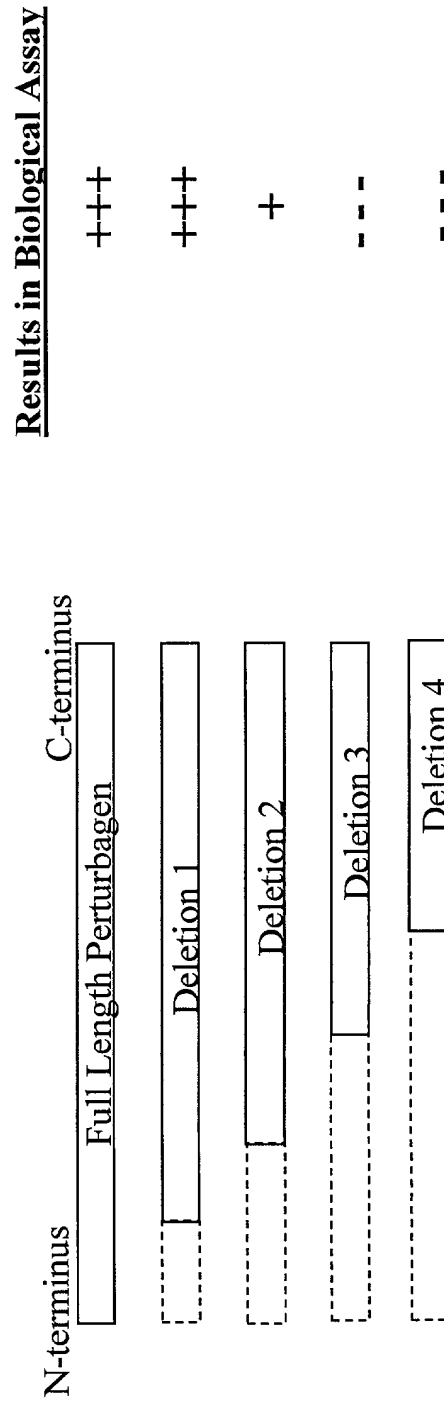 Results in Biological Assay
N-terminus C-terminus
Full Length Perturbagen +++
Deletion 1 +++
Deletion 2 +
Deletion 3 - - -
Deletion 4 - - -